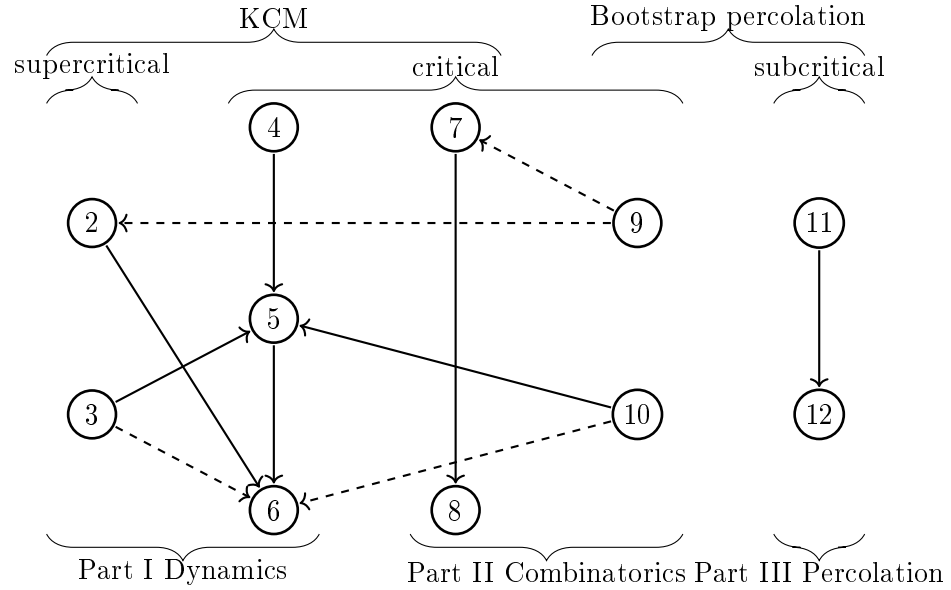 KCM
Bootstrap percolation
supercritical
critical
subcritical
4
7
2
9
11
5
3
10
12
6
8
Part I Dynamics
Part II Combinatorics
Part III Percolation